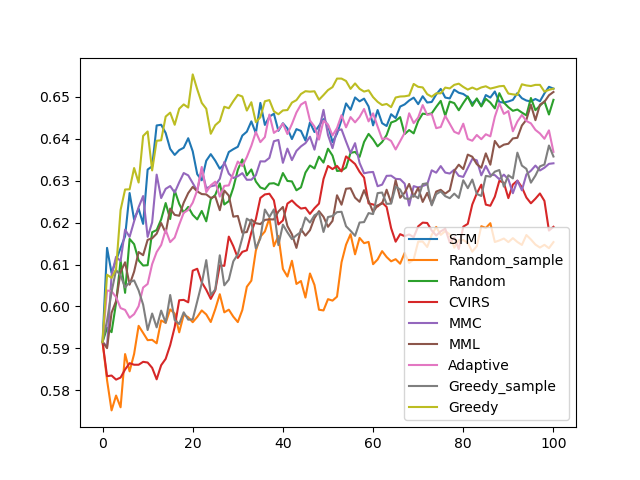 0.65
0.64
0.63
0.62
0.61
0.60
0.59
0.58
0
20
40
60
80
100
STM
Random_sample
Random
CVIRS
MMC
MML
Adaptive
Greedy_sample
Greedy